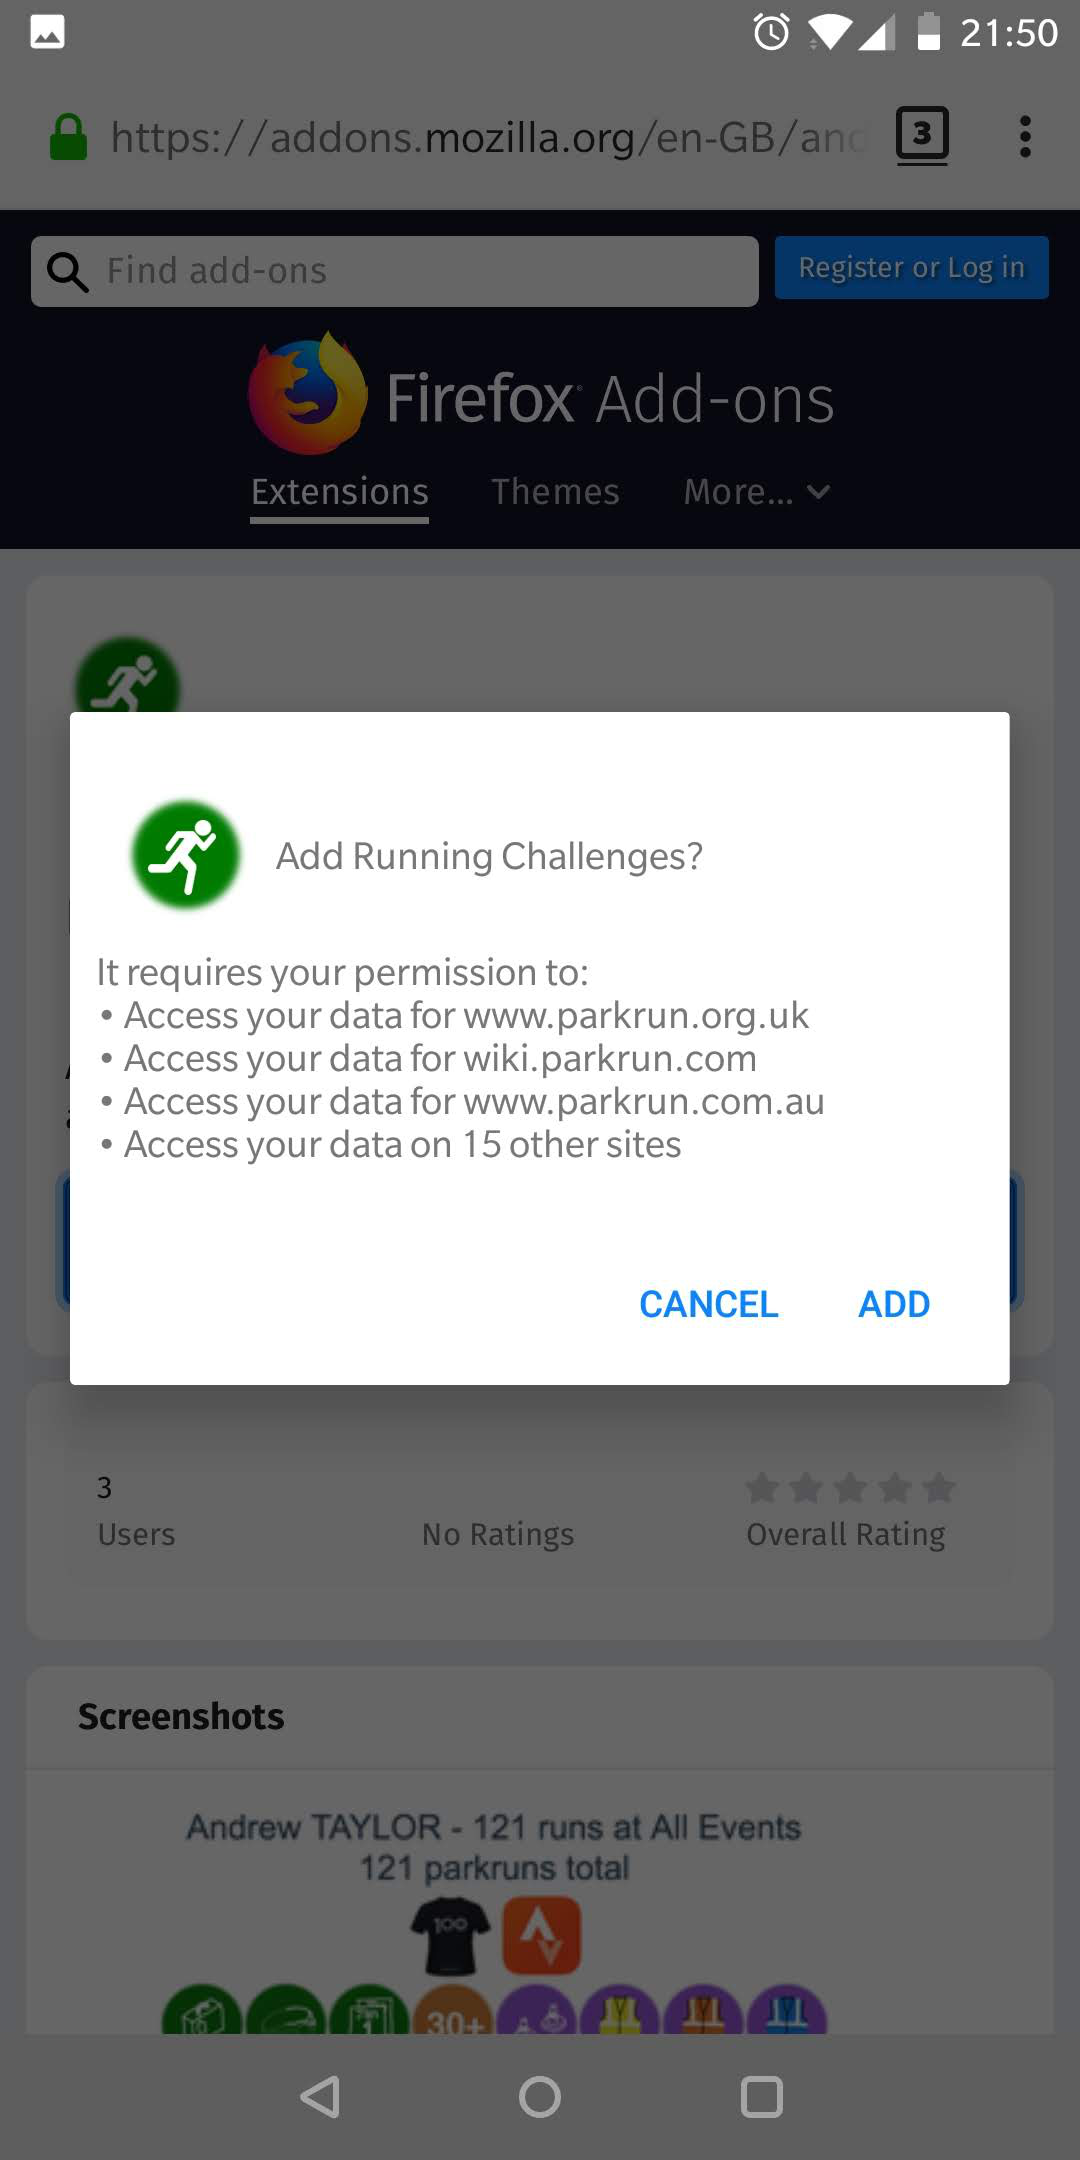 21:50
https://addons.mozilla.org/en-GB/and
3
Find add-ons
Register or Log in
Firefox Add-ons
Extensions Themes More...
Add Running Challenges?
It requires your permission to:
• Access your data for www.parkrun.org.uk
• Access your data for wiki.parkrun.com
• Access your data for www.parkrun.com.au
• Access your data on 15 other sites
CANCEL ADD
3
Users No Ratings Overall Rating
Screenshots
Andrew TAYLOR - 121 runs at All Events
121 parkruns total
100
30+